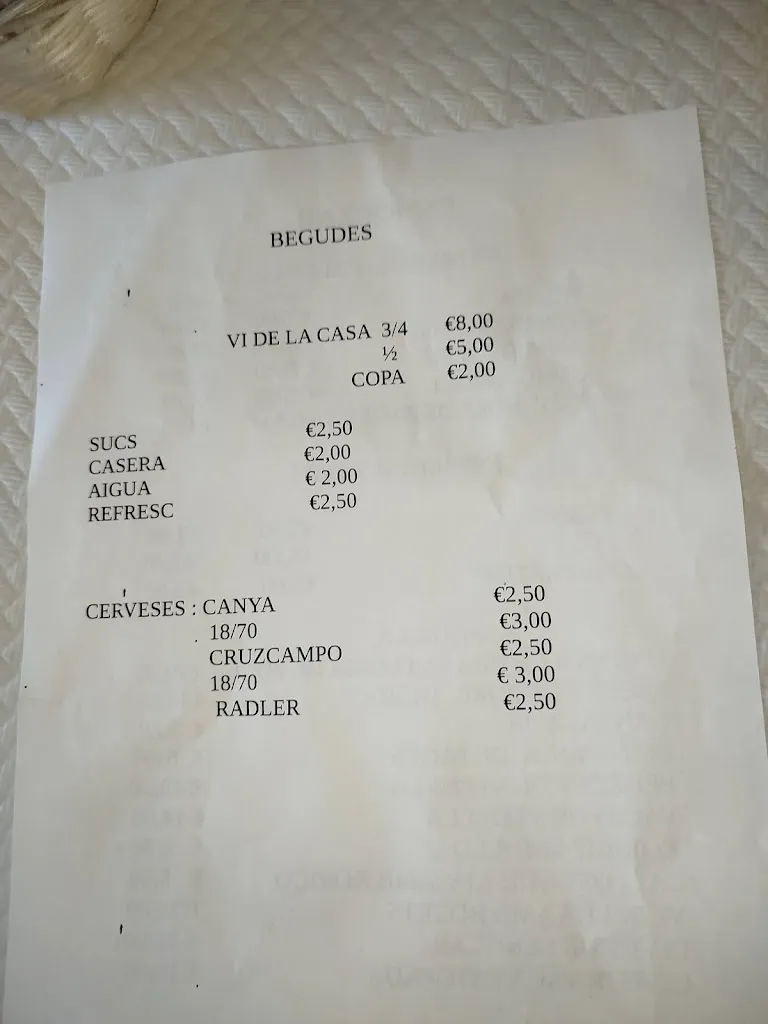 BEGUDES
VI DE LA CASA 3/4 €8,00
½ €5,00
COPA €2,00
SUCS €2,50
CASERA €2,00
AIGUA € 2,00
REFRESC €2,50
CERVESES : CANYA €2,50
18/70 €3,00
CRUZCAMPO €2,50
18/70 € 3,00
RADLER €2,50